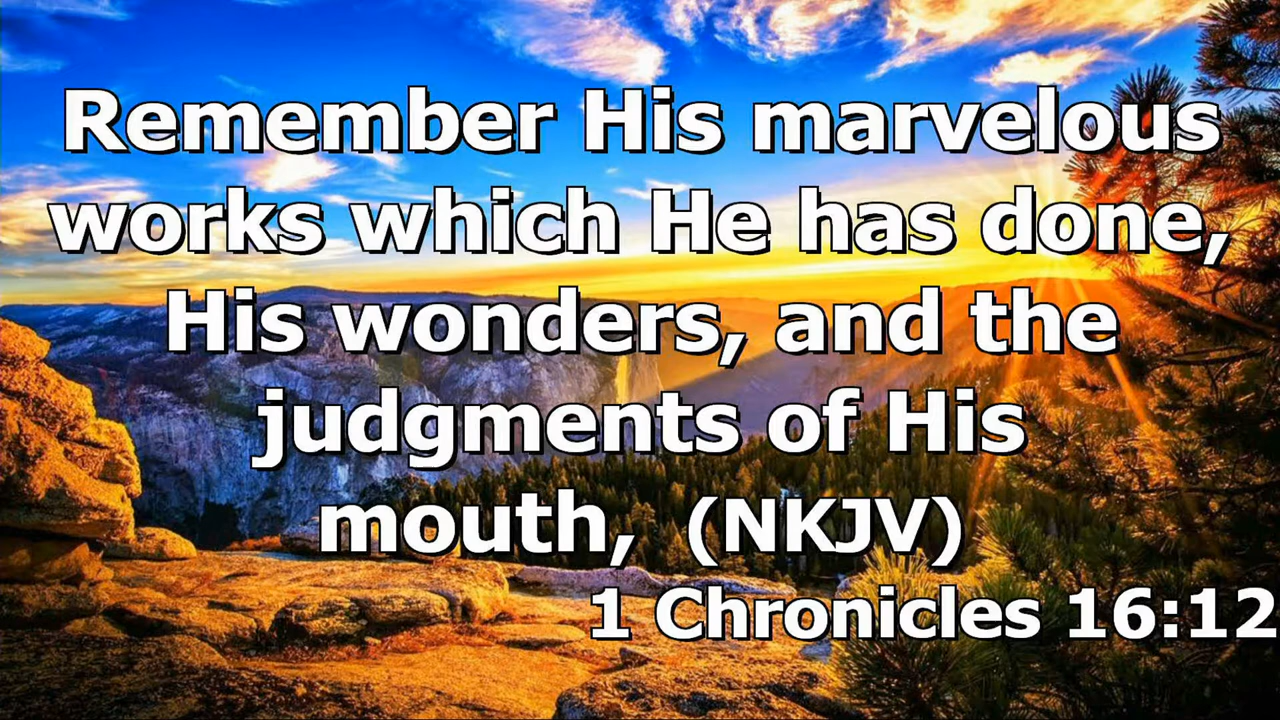 Remember His marvelous
works which He has done,
His wonders, and the
judgments of His
mouth, (NKJV)
1 Chronicles 16:12